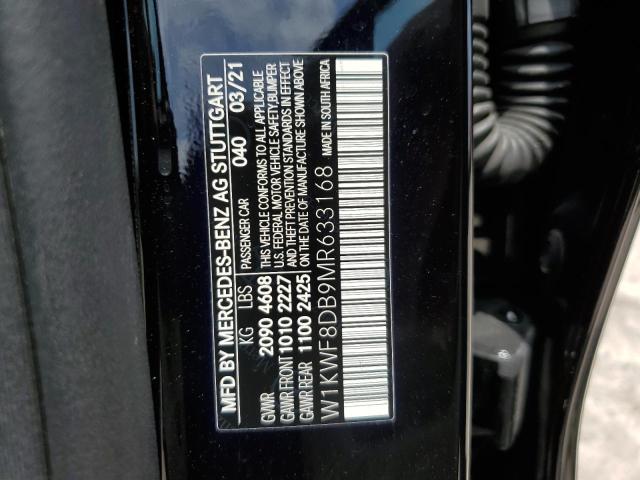 MFD BY MERCEDES-BENZ AG STUTTGART
KG LBS PASSENGER CAR 040 03/21
GVWR 2090 4608 THIS VEHICLE CONFORMS TO ALL APPLICABLE
GAWR FRONT 1010 2227 U.S. FEDERAL MOTOR VEHICLE SAFETY,BUMPER
AND THEFT PREVENTION STANDARDS IN EFFECT
GAWR REAR 1100 2425 ON THE DATE OF MANUFACTURE SHOWN ABOVE
W1KWF8DB9MR633168 MADE IN SOUTH AFRICA